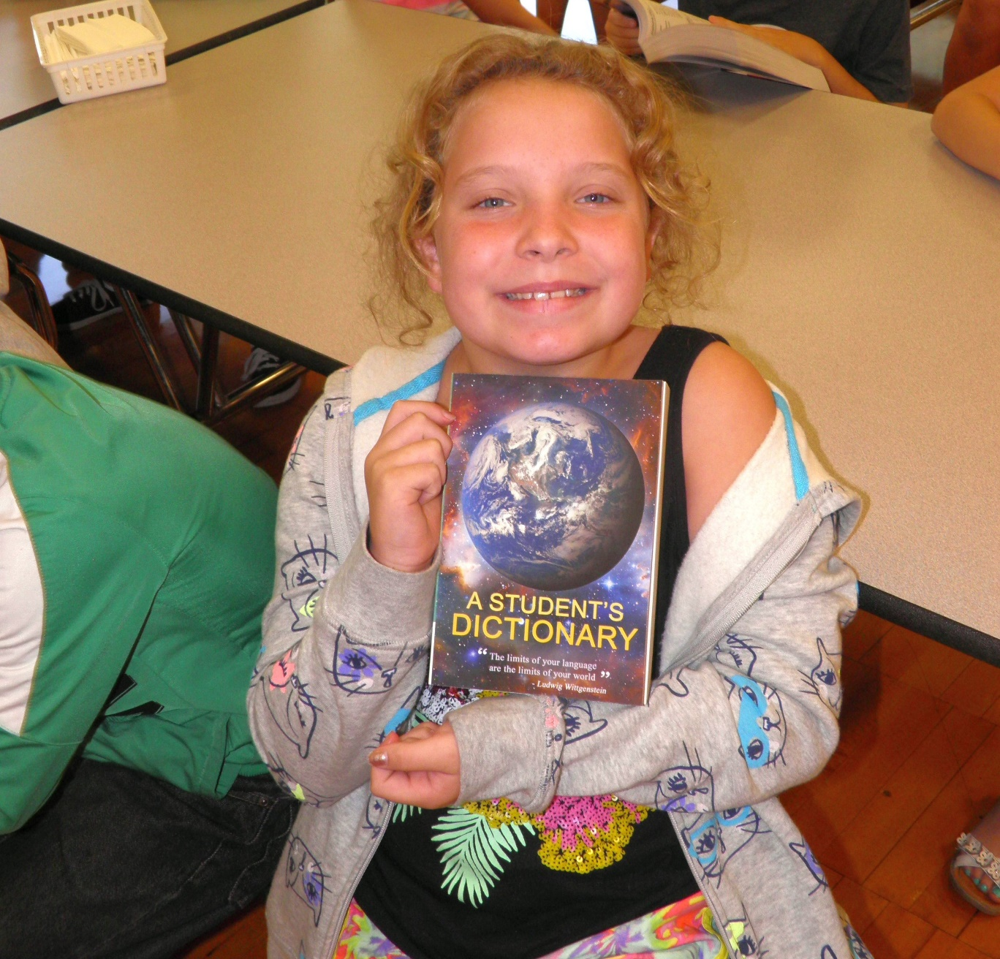 A STUDENT'S
DICTIONARY
“ The limits of your language
are the limits of your world ”
- Ludwig Wittgenstein